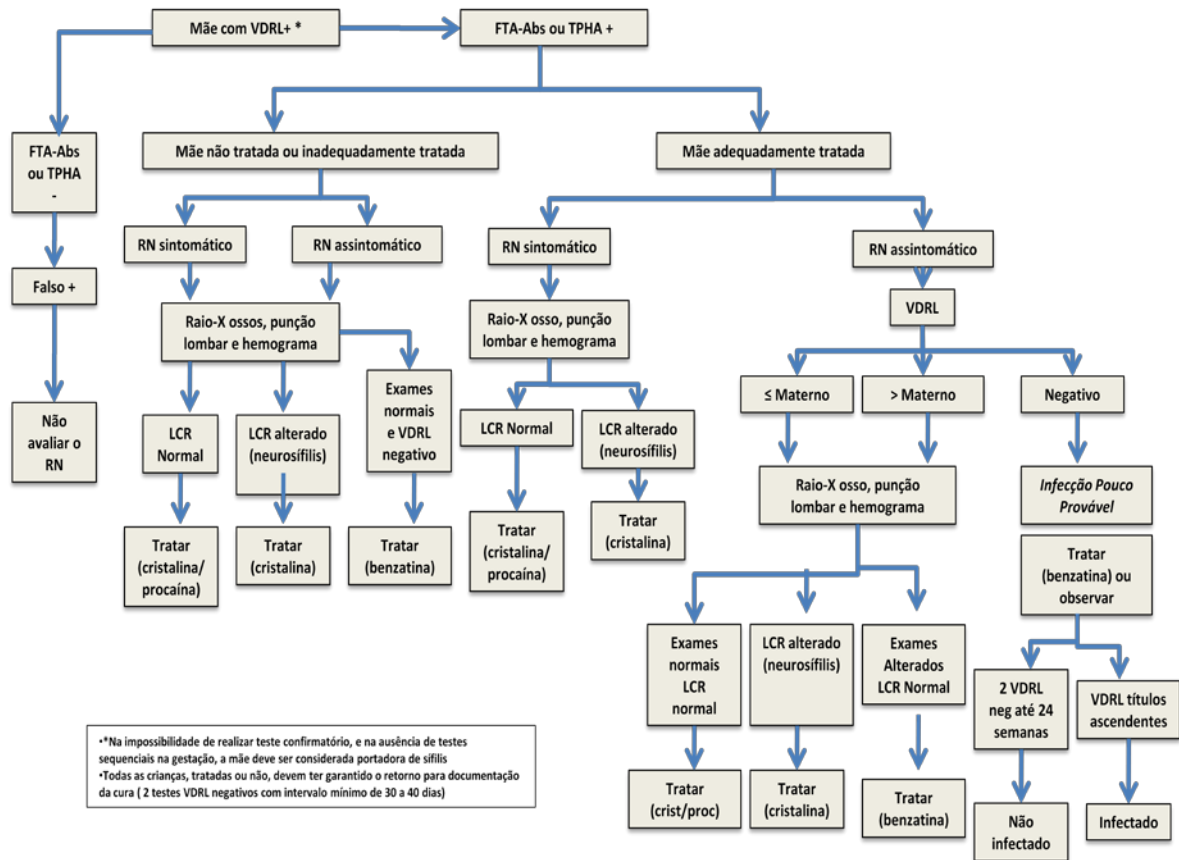 Mãe com VDRL+ *
FTA-Abs ou TPHA +
FTA-Abs
ou TPHA
-
Mãe não tratada ou inadequadamente tratada
Mãe adequadamente tratada
RN sintomático
RN assintomático
RN sintomático
RN assintomático
Falso +
VDRL
Raio-X ossos, punção
lombar e hemograma
Raio-X osso, punção
lombar e hemograma
≤ Materno
> Materno
Negativo
Não
avaliar o
RN
LCR
Normal
LCR alterado
(neurosífilis)
Exames
normais
e VDRL
negativo
LCR Normal
LCR alterado
(neurosífilis)
Raio-X osso, punção
lombar e hemograma
Infecção Pouco
Provável
Tratar
(cristalina/
procaína)
Tratar
(cristalina)
Tratar
(benzatina)
Tratar
(cristalina/
procaína)
Tratar
(cristalina)
Tratar
(benzatina) ou
observar
Exames
normais
LCR
normal
LCR alterado
(neurosífilis)
Exames
Alterados
LCR Normal
2 VDRL
neg até 24
semanas
VDRL títulos
ascendentes
Tratar
(crist/proc)
Tratar
(cristalina)
Tratar
(benzatina)
Não
infectado
Infectado
•*Na impossibilidade de realizar teste confirmatório, e na ausência de testes
sequenciais na gestação, a mãe deve ser considerada portadora de sífilis
•Todas as crianças, tratadas ou não, devem ter garantido o retorno para documentação
da cura ( 2 testes VDRL negativos com intervalo mínimo de 30 a 40 dias)